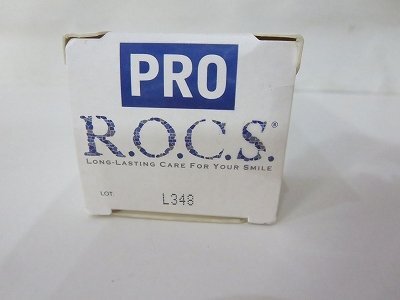 PRO
R.O.C.S.®
LONG-LASTING CARE FOR YOUR SMILE
LOT: L348